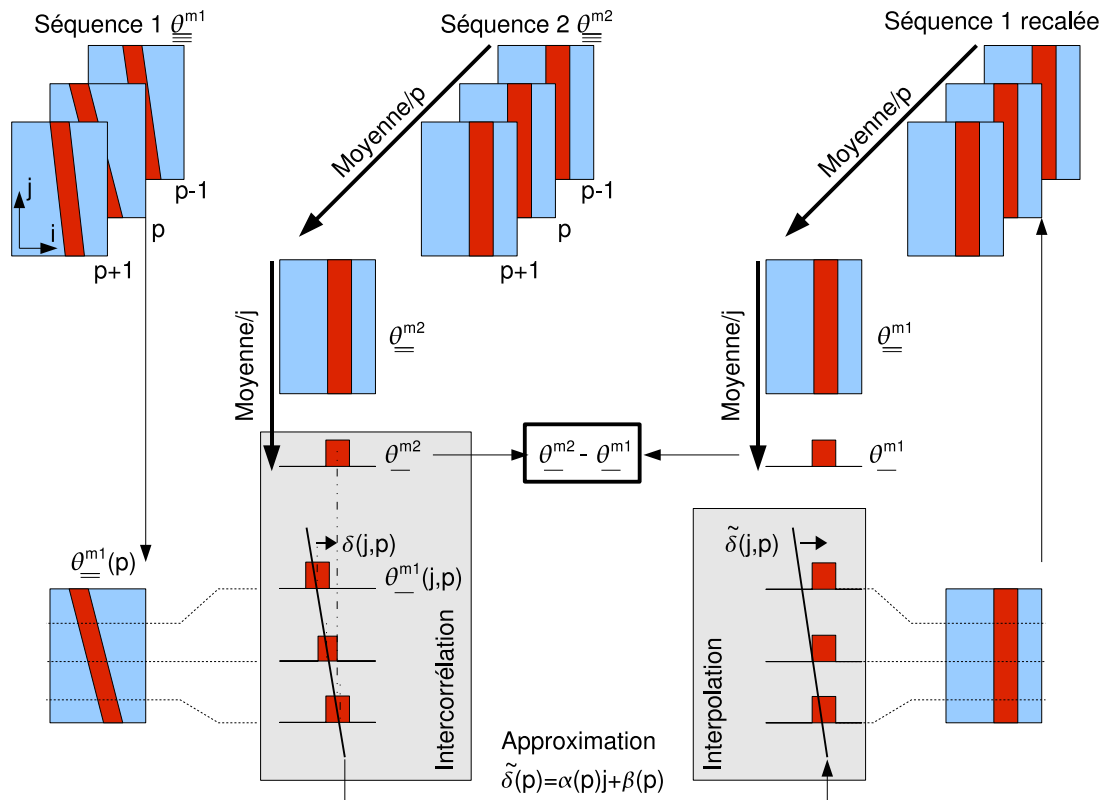 Séquence 1 θ^m1
Séquence 2 θ^m2
Séquence 1 recalée
p-1
p
p+1
j
i
Moyenne/p
p-1
p
p+1
Moyenne/p
Moyenne/j
θ^m2
Moyenne/j
θ^m1
θ^m2
θ^m2 - θ^m1
θ^m1
θ^m1(p)
δ(j,p)
θ^m1(j,p)
Intercorrélation
δ̃(j,p)
Interpolation
Approximation
δ̃(p)=α(p)j+β(p)